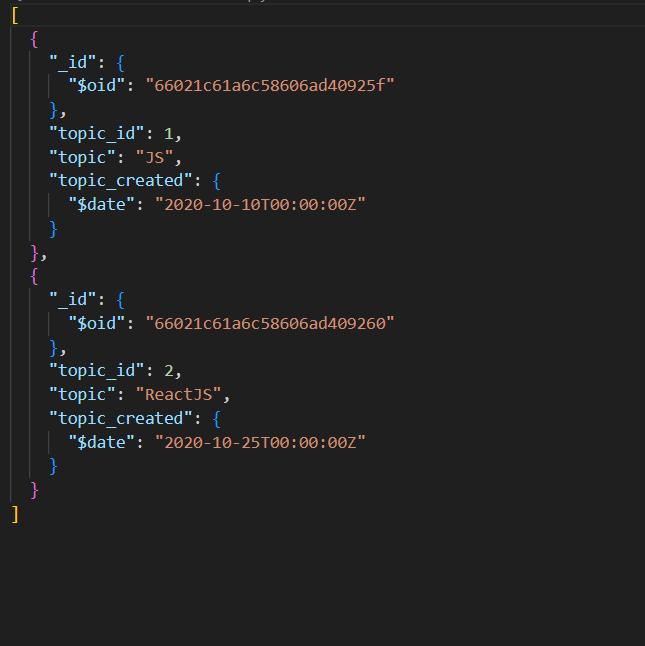 [
  {
    "_id": {
      "$oid": "66021c61a6c58606ad40925f"
    },
    "topic_id": 1,
    "topic": "JS",
    "topic_created": {
      "$date": "2020-10-10T00:00:00Z"
    }
  },
  {
    "_id": {
      "$oid": "66021c61a6c58606ad409260"
    },
    "topic_id": 2,
    "topic": "ReactJS",
    "topic_created": {
      "$date": "2020-10-25T00:00:00Z"
    }
  }
]